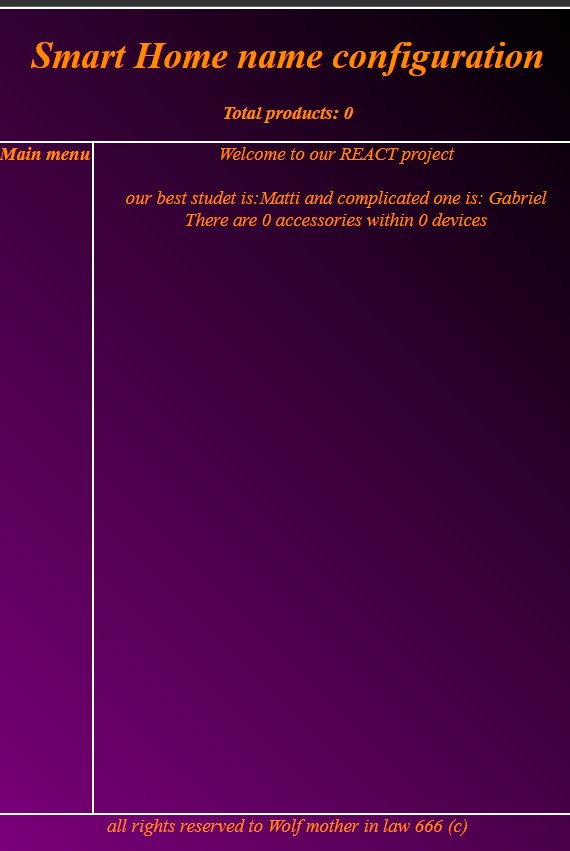 Smart Home name configuration
Total products: 0
Main menu
Welcome to our REACT project
our best studet is:Matti and complicated one is: Gabriel
There are 0 accessories within 0 devices
all rights reserved to Wolf mother in law 666 (c)